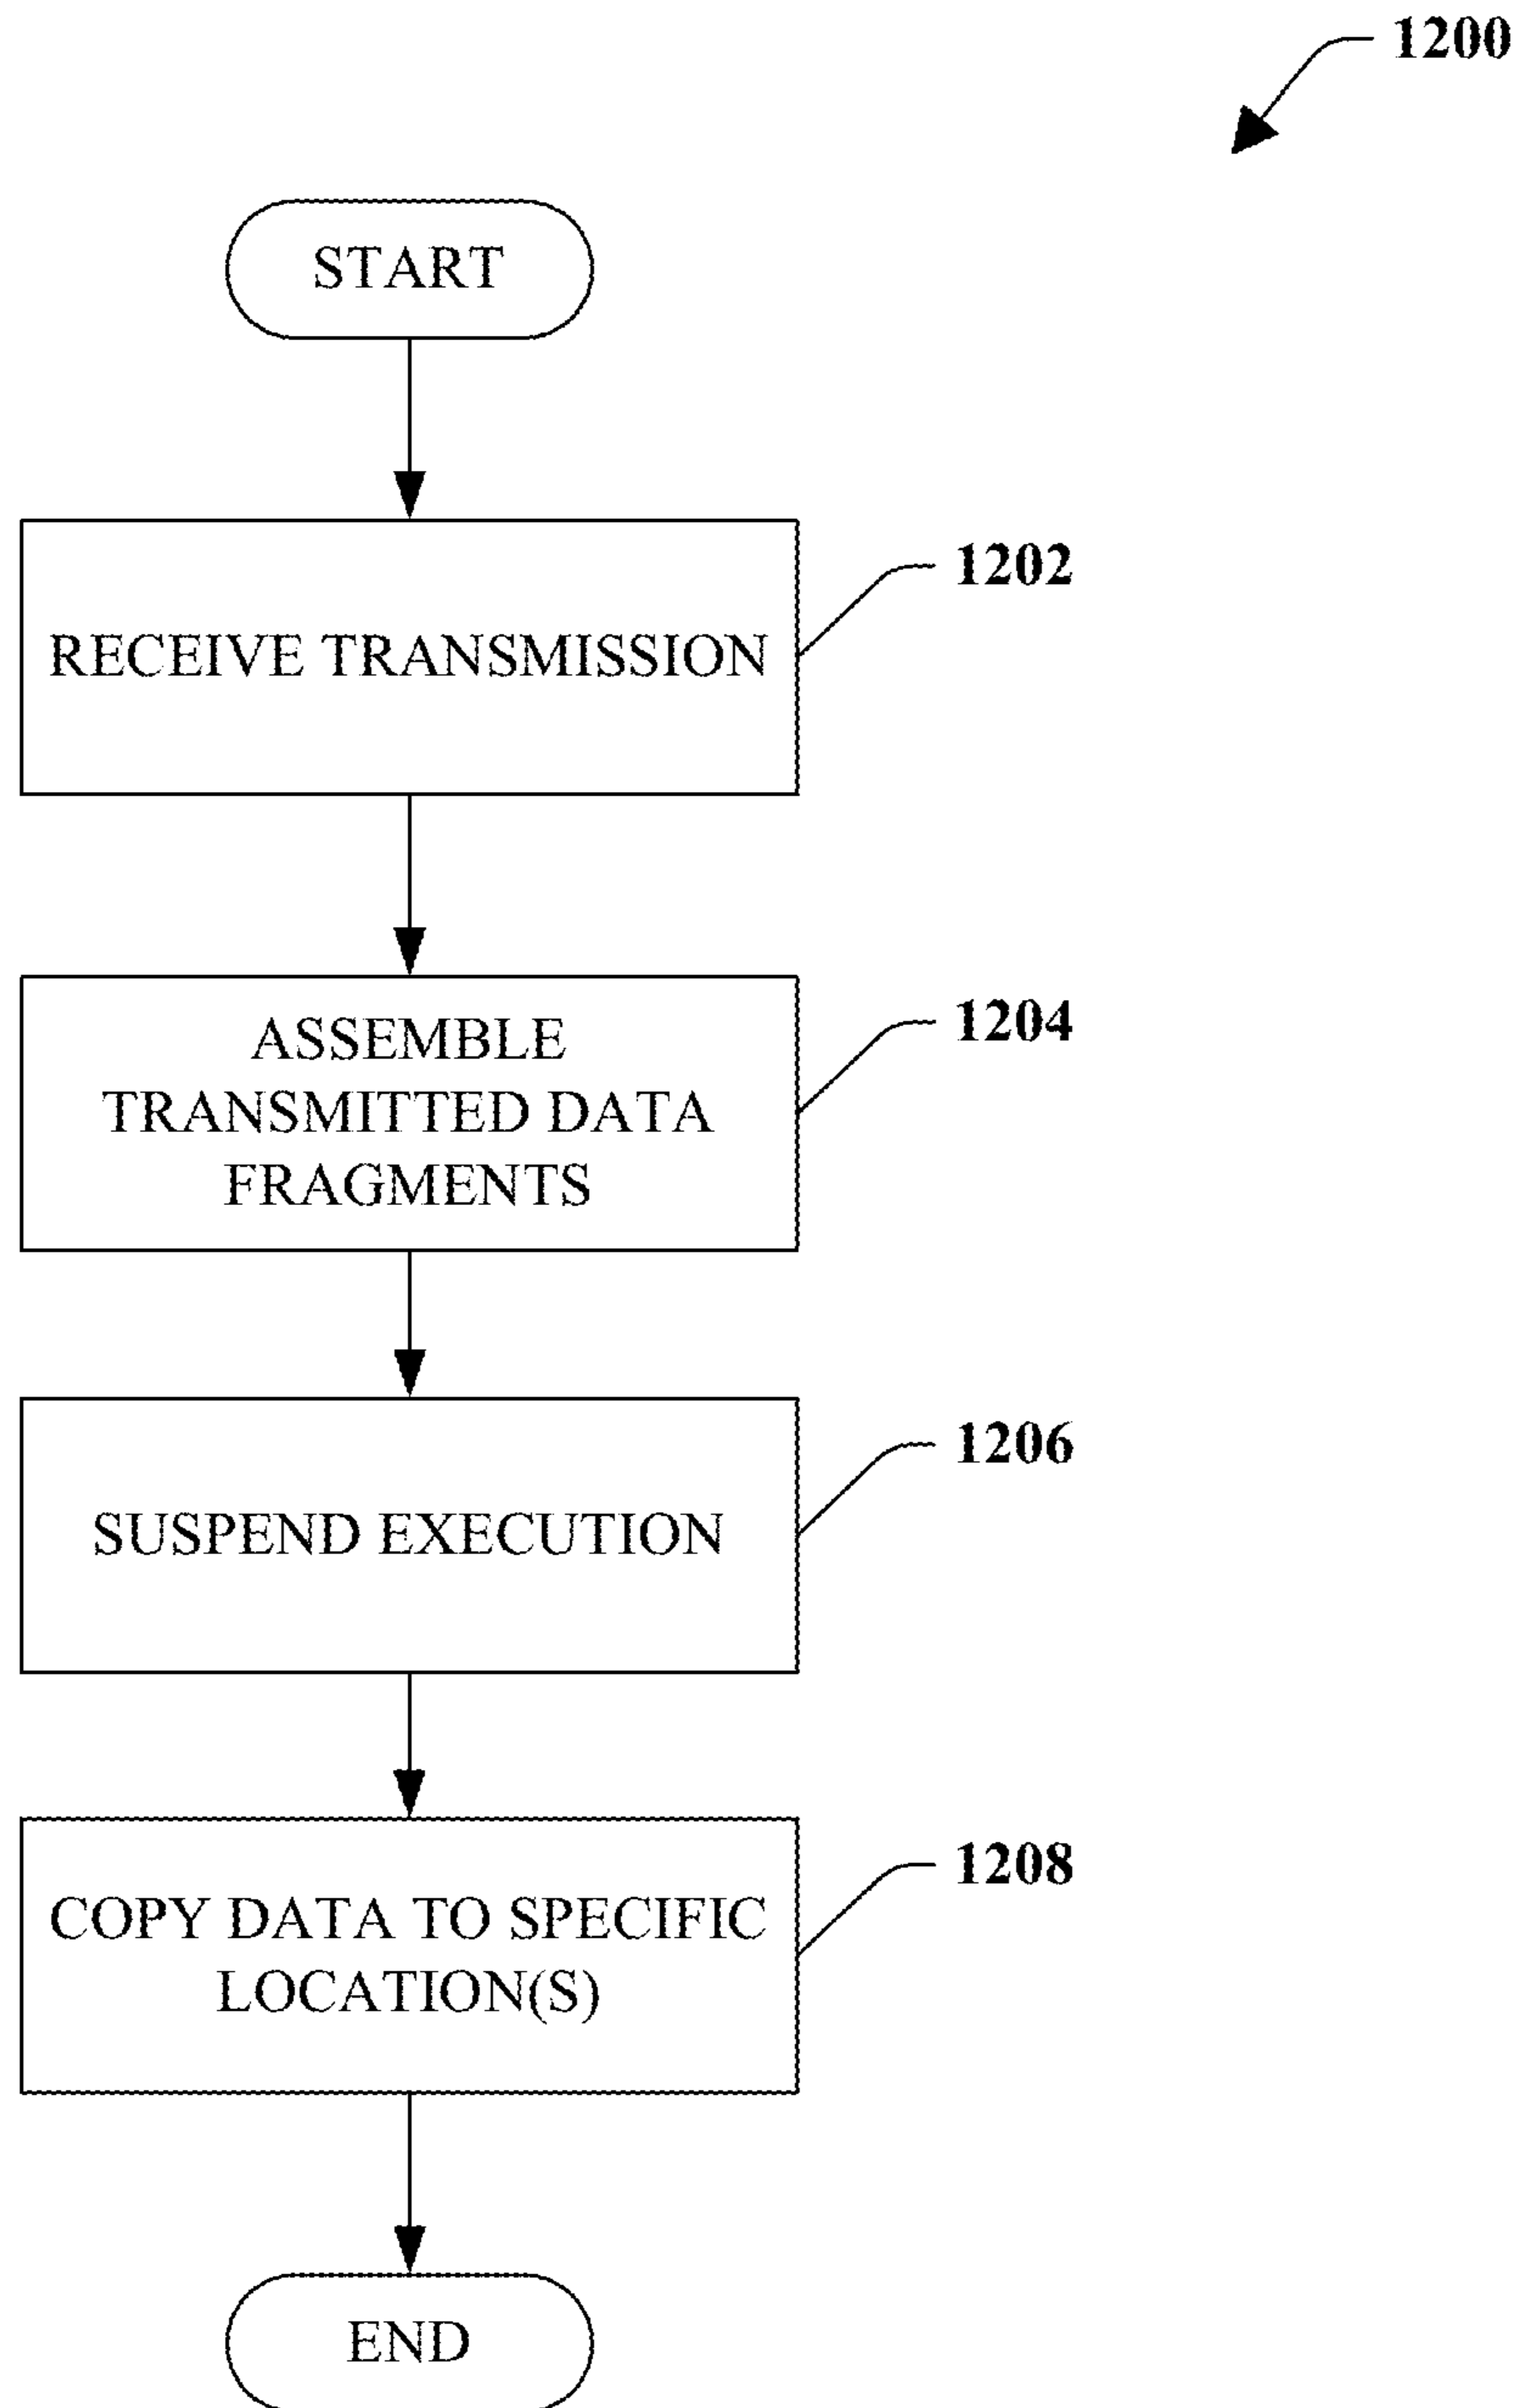 1200
START
RECEIVE TRANSMISSION
1202
ASSEMBLE
TRANSMITTED DATA
FRAGMENTS
1204
SUSPEND EXECUTION
1206
COPY DATA TO SPECIFIC
LOCATION(S)
1208
END